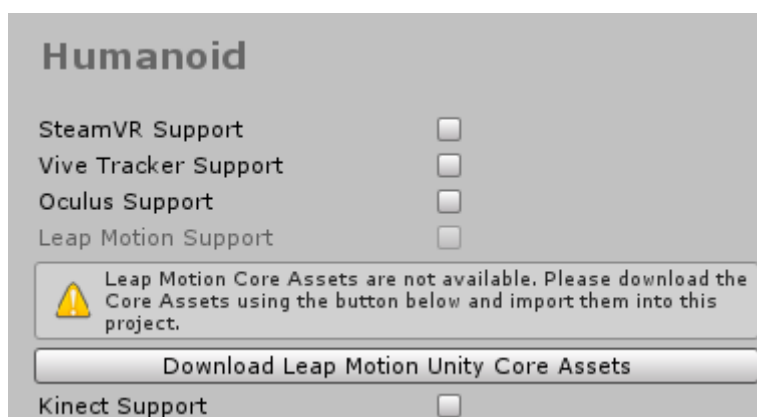 Humanoid
SteamVR Support
Vive Tracker Support
Oculus Support
Leap Motion Support
Leap Motion Core Assets are not available. Please download the
Core Assets using the button below and import them into this
project.
Download Leap Motion Unity Core Assets
Kinect Support